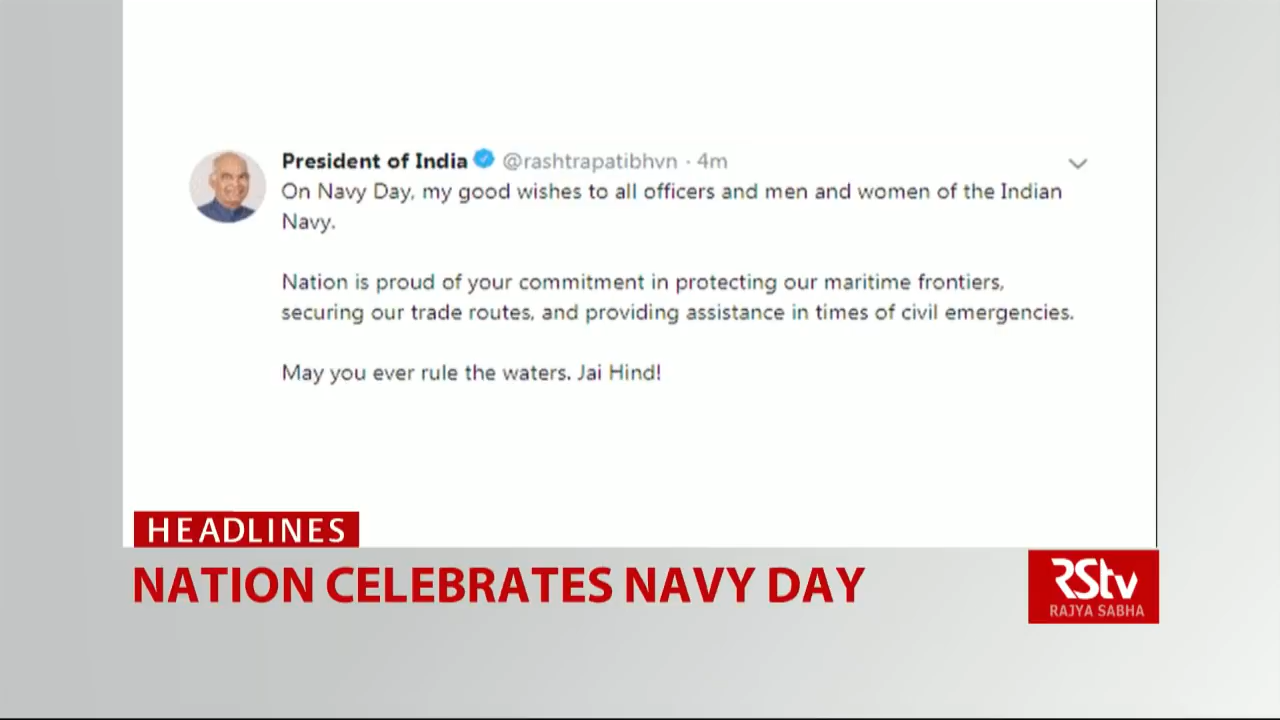 President of India @rashtrapatibhvn · 4m
On Navy Day, my good wishes to all officers and men and women of the Indian
Navy.
Nation is proud of your commitment in protecting our maritime frontiers,
securing our trade routes, and providing assistance in times of civil emergencies.
May you ever rule the waters. Jai Hind!
HEADLINES
NATION CELEBRATES NAVY DAY
RStv
RAJYA SABHA